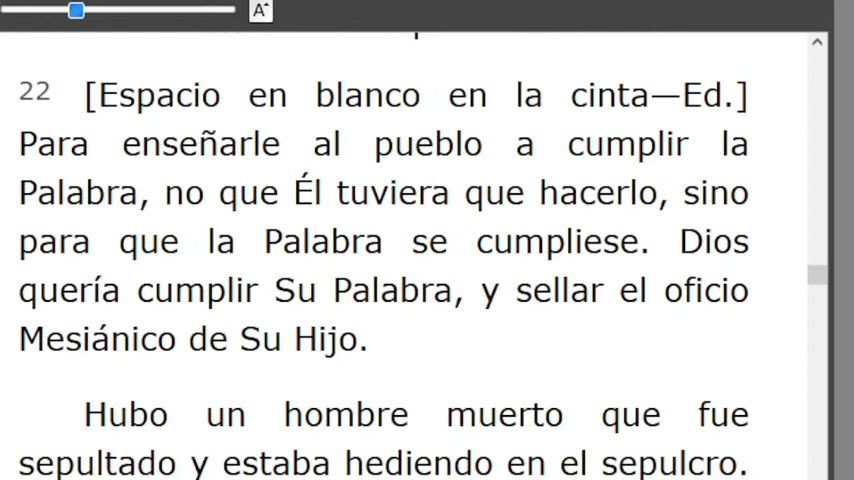 A
22 [Espacio en blanco en la cinta—Ed.]
Para enseñarle al pueblo a cumplir la
Palabra, no que Él tuviera que hacerlo, sino
para que la Palabra se cumpliese. Dios
quería cumplir Su Palabra, y sellar el oficio
Mesiánico de Su Hijo.
Hubo un hombre muerto que fue
sepultado y estaba hediendo en el sepulcro.